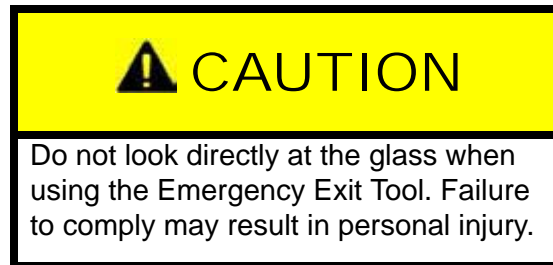 CAUTION
Do not look directly at the glass when
using the Emergency Exit Tool. Failure
to comply may result in personal injury.